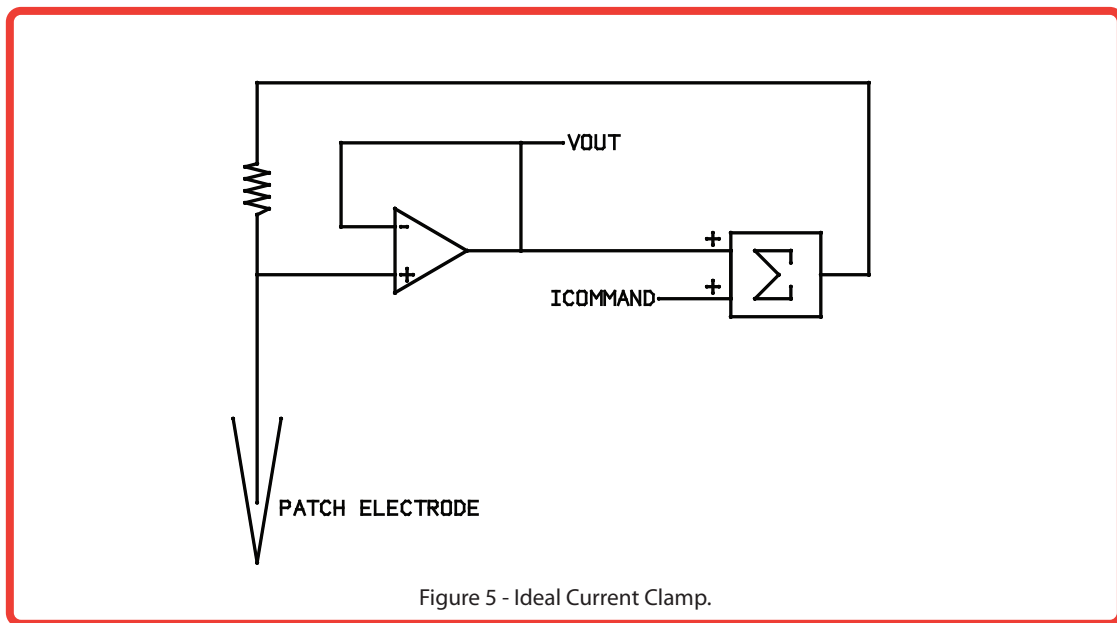 VOUT
-
+
+
+
Σ
ICOMMAND
PATCH ELECTRODE
Figure 5 - Ideal Current Clamp.